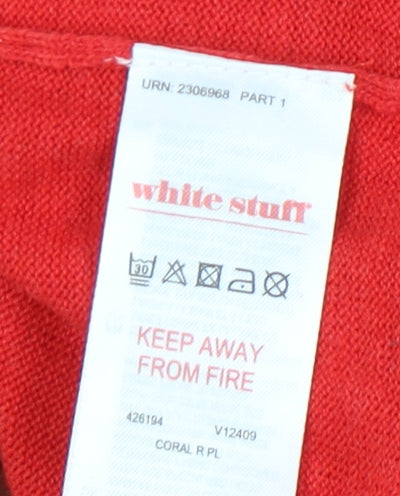 URN: 2306968 PART 1
white stuff
30
KEEP AWAY
FROM FIRE
426194 V12409
CORAL R PL